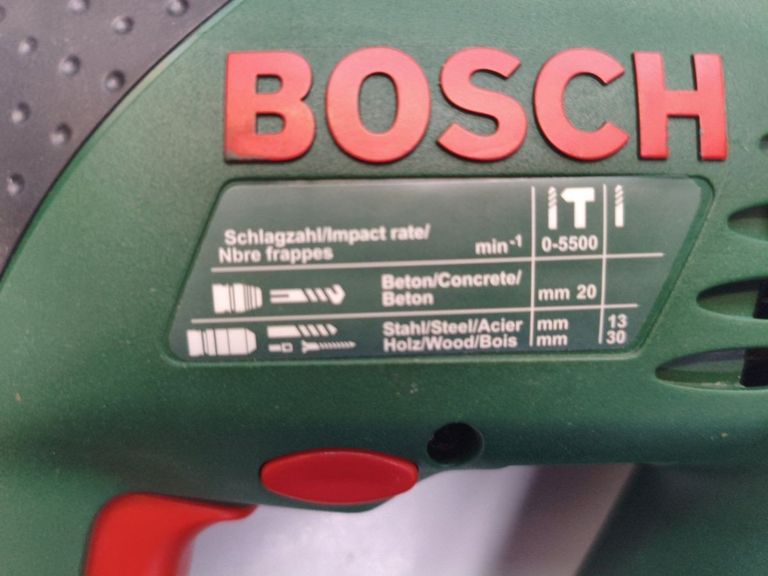 BOSCH
Schlagzahl/Impact rate/
Nbre frappes min-1 0-5500
Beton/Concrete/
Beton mm 20
Stahl/Steel/Acier mm 13
Holz/Wood/Bois mm 30